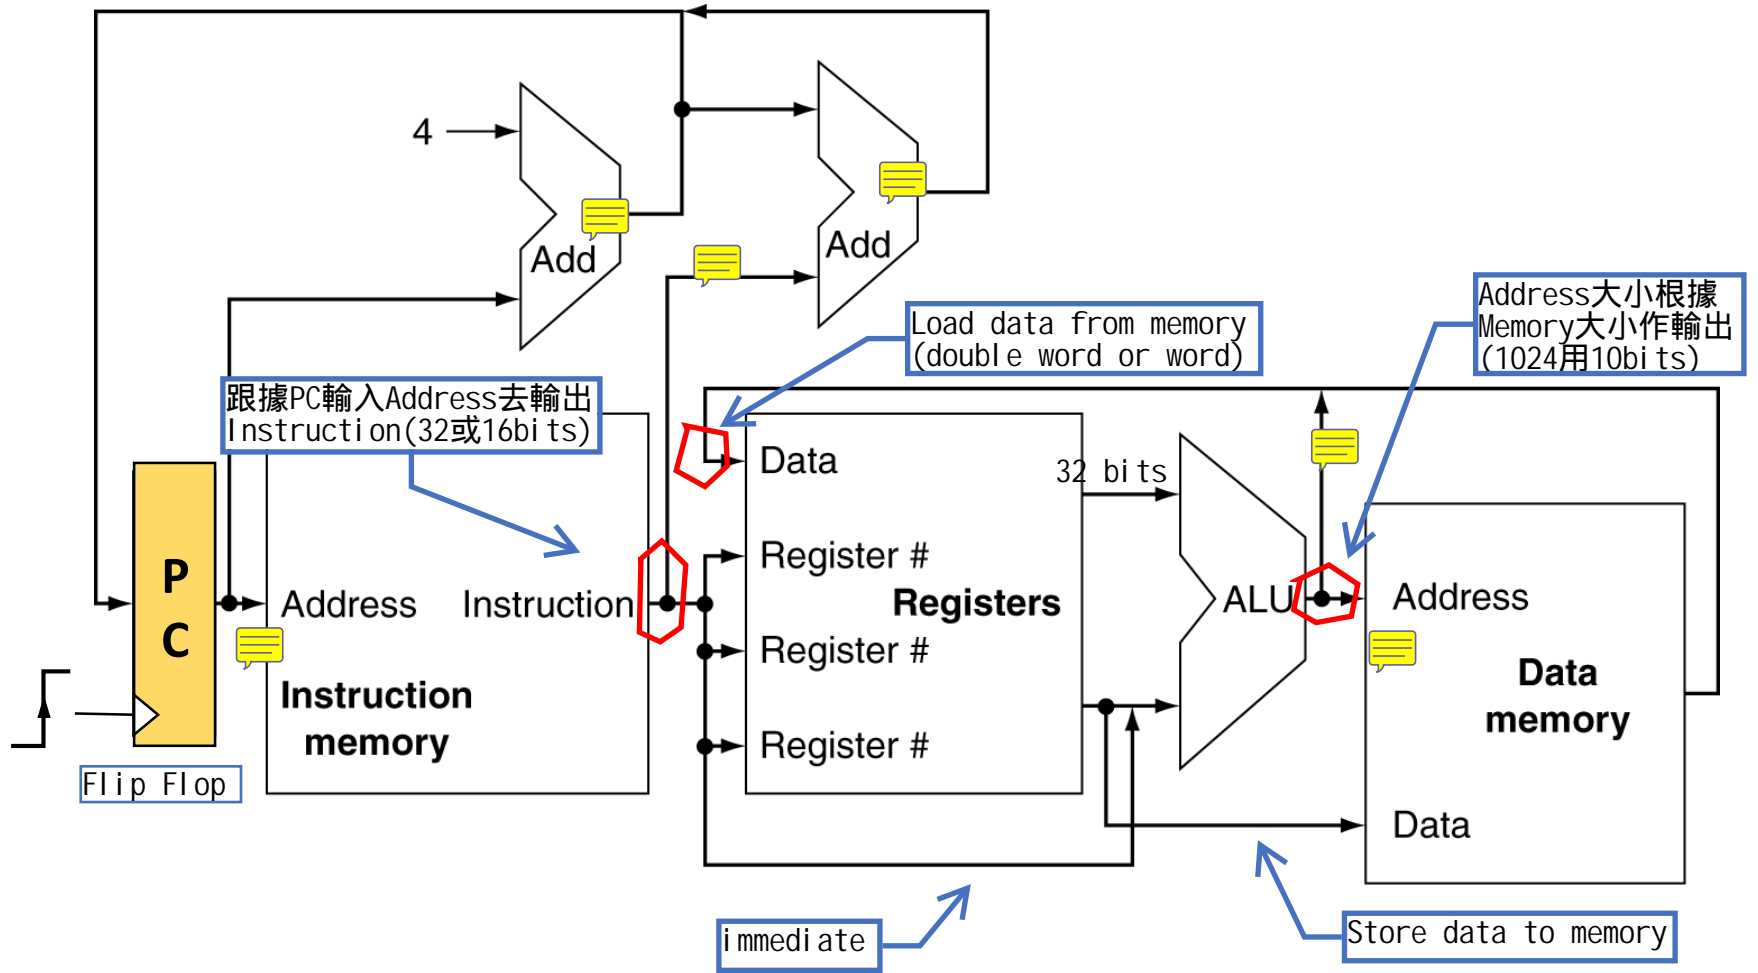 4
Add
Add
Load data from memory
(double word or word)
Address大小根據
Memory大小作輸出
(1024用10bits)
跟據PC輸入Address去輸出
Instruction(32或16bits)
P
C
Flip Flop
Address
Instruction
Instruction
memory
Data
Register #
Registers
Register #
Register #
32 bits
ALU
Address
Data
memory
Data
immediate
Store data to memory